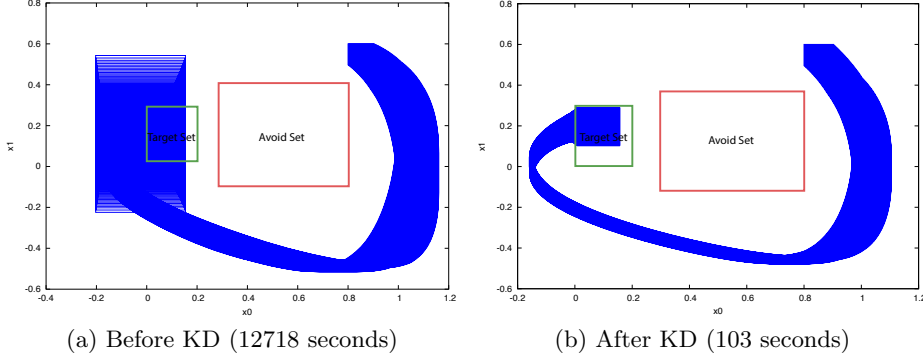 0.8
0.6
0.4
0.2
0
-0.2
-0.4
-0.6
x1
Target Set
Avoid Set
-0.4 -0.2 0 0.2 0.4 0.6 0.8 1 1.2
x0
(a) Before KD (12718 seconds)
0.8
0.6
0.4
0.2
0
-0.2
-0.4
-0.6
x1
Target Set
Avoid Set
-0.4 -0.2 0 0.2 0.4 0.6 0.8 1 1.2
x0
(b) After KD (103 seconds)